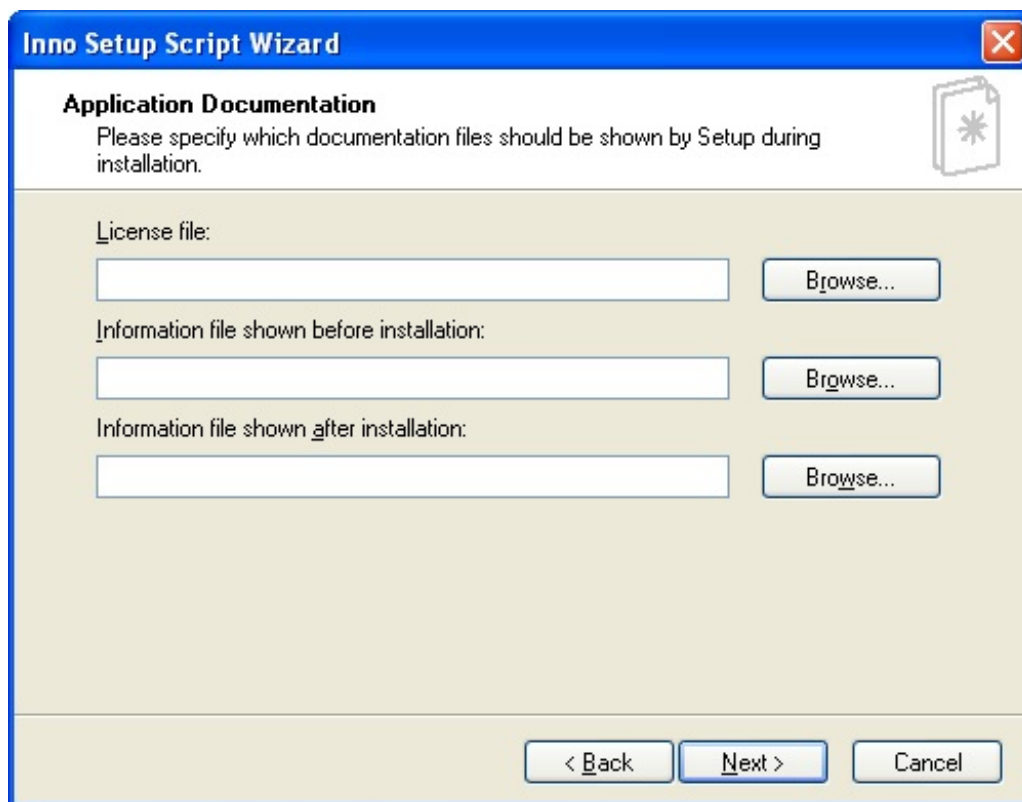 Inno Setup Script Wizard
Application Documentation
Please specify which documentation files should be shown by Setup during
installation.
License file:
Browse...
Information file shown before installation:
Browse...
Information file shown after installation:
Browse...
< Back
Next >
Cancel